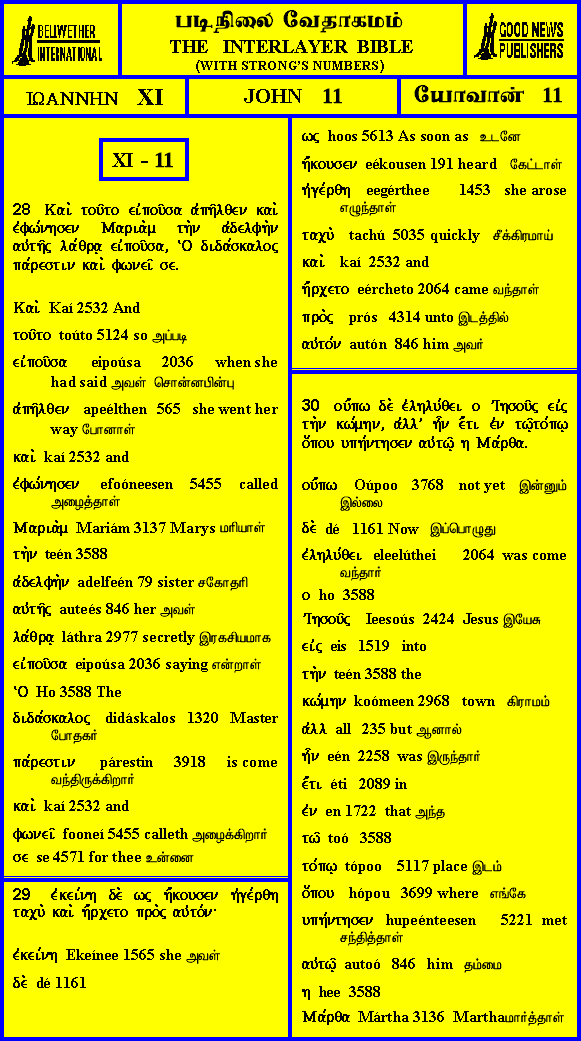 BELLWETHER
INTERNATIONAL
படிநிலை வேதாகமம்
THE INTERLAYER BIBLE
(WITH STRONG'S NUMBERS)
GOOD NEWS
PUBLISHERS
ΙΩΑΝΝΗΝ XI
JOHN 11
யோவான் 11
XI - 11
28 Καὶ τοῦτο εἰποῦσα ἀπῆλθεν καὶ
ἐφώνησεν Μαριὰμ τὴν ἀδελφὴν
αὐτῆς λάθρᾳ εἰποῦσα, Ὁ διδάσκαλος
πάρεστιν καὶ φωνεῖ σε.
Καὶ Kaí 2532 And
τοῦτο toúto 5124 so அப்படி
εἰποῦσα eipoúsa 2036 when she
had said அவள் சொன்னபின்பு
ἀπῆλθεν apeélthen 565 she went her
way போனாள்
καὶ kaí 2532 and
ἐφώνησεν efoóneesen 5455 called
அழைத்தாள்
Μαριὰμ Mariám 3137 Marys மரியாள்
τὴν teén 3588
ἀδελφὴν adelfeén 79 sister சகோதரி
αὐτῆς auteés 846 her அவள்
λάθρᾳ láthra 2977 secretly இரகசியமாக
εἰποῦσα eipoúsa 2036 saying என்றாள்
Ὁ Ho 3588 The
διδάσκαλος didáskalos 1320 Master
போதகர்
πάρεστιν párestin 3918 is come
வந்திருக்கிறார்
καὶ kaí 2532 and
φωνεῖ fooneí 5455 calleth அழைக்கிறார்
σε se 4571 for thee உன்னை
29 ἐκείνη δὲ ως ἤκουσεν ἠγέρθη
ταχὺ καὶ ἤρχετο πρὸς αὐτόν·
ἐκείνη Ekeínee 1565 she அவள்
δὲ dé 1161
ως hoos 5613 As soon as உடனே
ἤκουσεν eékousen 191 heard கேட்டாள்
ἠγέρθη eegérthee 1453 she arose
எழுந்தாள்
ταχὺ tachú 5035 quickly சீக்கிரமாய்
καὶ kaí 2532 and
ἤρχετο eércheto 2064 came வந்தாள்
πρὸς prós 4314 unto இடத்தில்
αὐτόν autón 846 him அவர்
30 οὔπω δὲ ἐληλύθει ο Ἰησοῦς εἰς
τὴν κώμην, ἀλλ' ἦν ἔτι ἐν τῶτόπῳ
ὅπου υπήντησεν αὐτῷ η Μάρθα.
οὔπω Oúpoo 3768 not yet இன்னும்
இல்லை
δὲ dé 1161 Now இப்பொழுது
ἐληλύθει eleelúthei 2064 was come
வந்தார்
ο ho 3588
Ἰησοῦς Ieesoús 2424 Jesus இயேசு
εἰς eis 1519 into
τὴν teén 3588 the
κώμην koómeen 2968 town கிராமம்
ἀλλ all 235 but ஆனால்
ἦν eén 2258 was இருந்தார்
ἔτι éti 2089 in
ἐν en 1722 that அந்த
τῶ toó 3588
τόπῳ tópoo 5117 place இடம்
ὅπου hópou 3699 where எங்கே
υπήντησεν hupeénteesen 5221 met
சந்தித்தாள்
αὐτῷ autoó 846 him தம்மை
η hee 3588
Μάρθα Mártha 3136 Marthaமார்த்தாள்